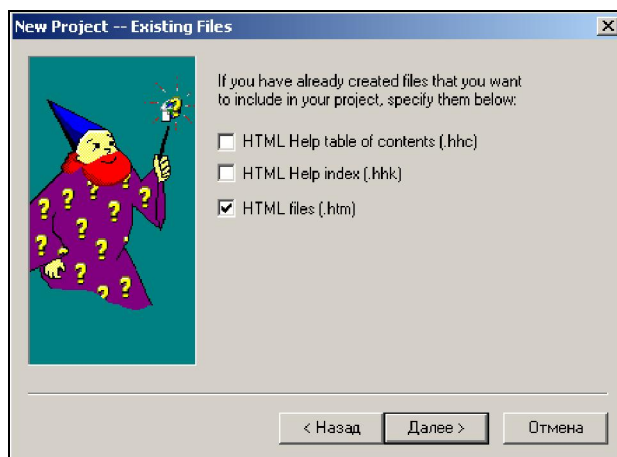 New Project -- Existing Files
If you have already created files that you want
to include in your project, specify them below:
HTML Help table of contents (.hhc)
HTML Help index (.hhk)
HTML files (.htm)
< Назад
Далее >
Отмена